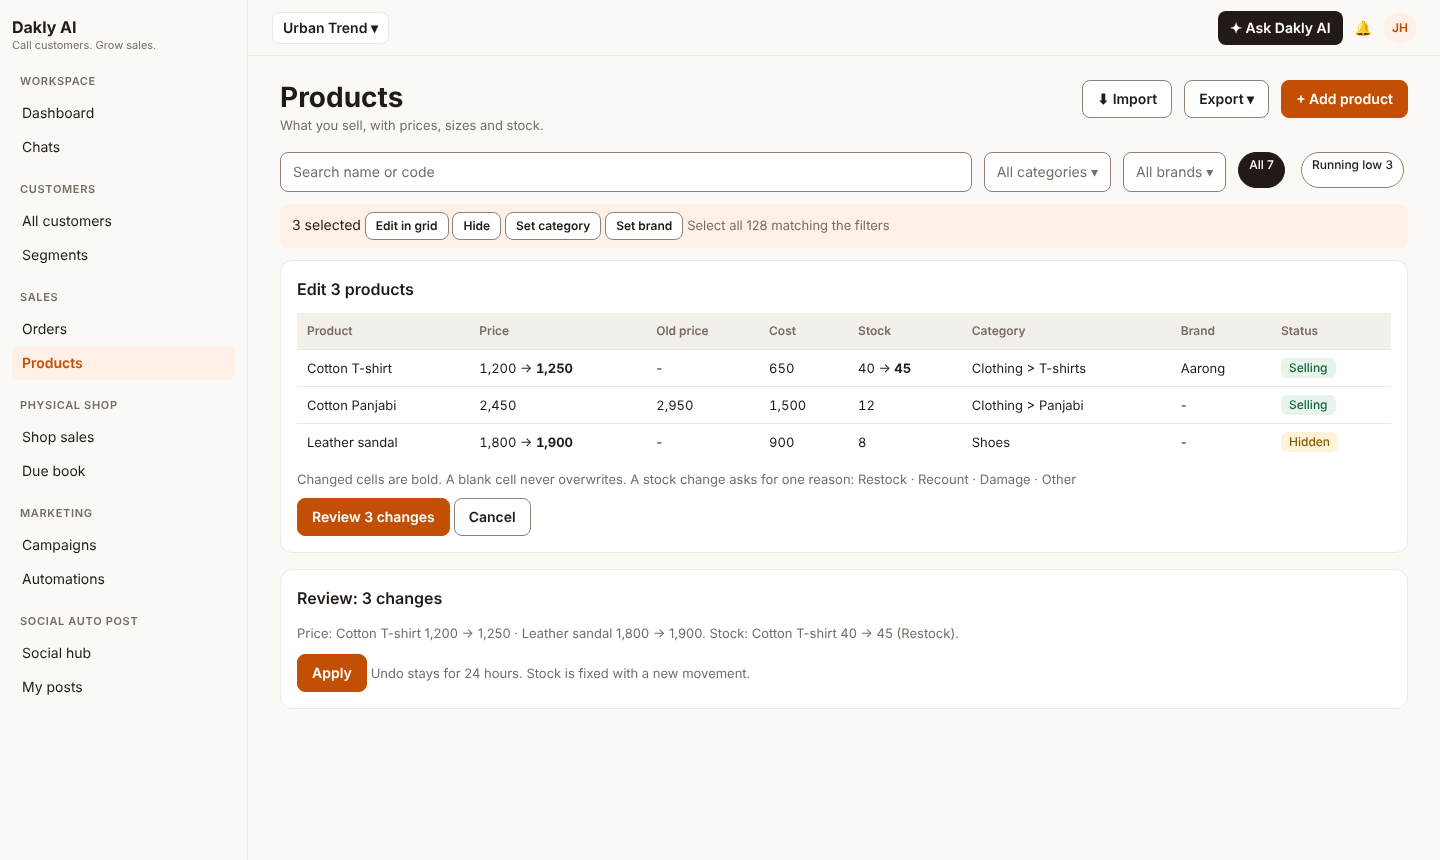 Dakly AI
Call customers. Grow sales.
WORKSPACE
Dashboard
Chats
CUSTOMERS
All customers
Segments
SALES
Orders
Products
PHYSICAL SHOP
Shop sales
Due book
MARKETING
Campaigns
Automations
SOCIAL AUTO POST
Social hub
My posts
Urban Trend ▾
✦ Ask Dakly AI 🔔 JH
Products
What you sell, with prices, sizes and stock.
⬇ Import Export ▾ + Add product
Search name or code All categories ▾ All brands ▾ All 7 Running low 3
3 selected Edit in grid Hide Set category Set brand Select all 128 matching the filters
Edit 3 products
Product Price Old price Cost Stock Category Brand Status
Cotton T-shirt 1,200 → 1,250 - 650 40 → 45 Clothing > T-shirts Aarong Selling
Cotton Panjabi 2,450 2,950 1,500 12 Clothing > Panjabi - Selling
Leather sandal 1,800 → 1,900 - 900 8 Shoes - Hidden
Changed cells are bold. A blank cell never overwrites. A stock change asks for one reason: Restock · Recount · Damage · Other
Review 3 changes Cancel
Review: 3 changes
Price: Cotton T-shirt 1,200 → 1,250 · Leather sandal 1,800 → 1,900. Stock: Cotton T-shirt 40 → 45 (Restock).
Apply Undo stays for 24 hours. Stock is fixed with a new movement.